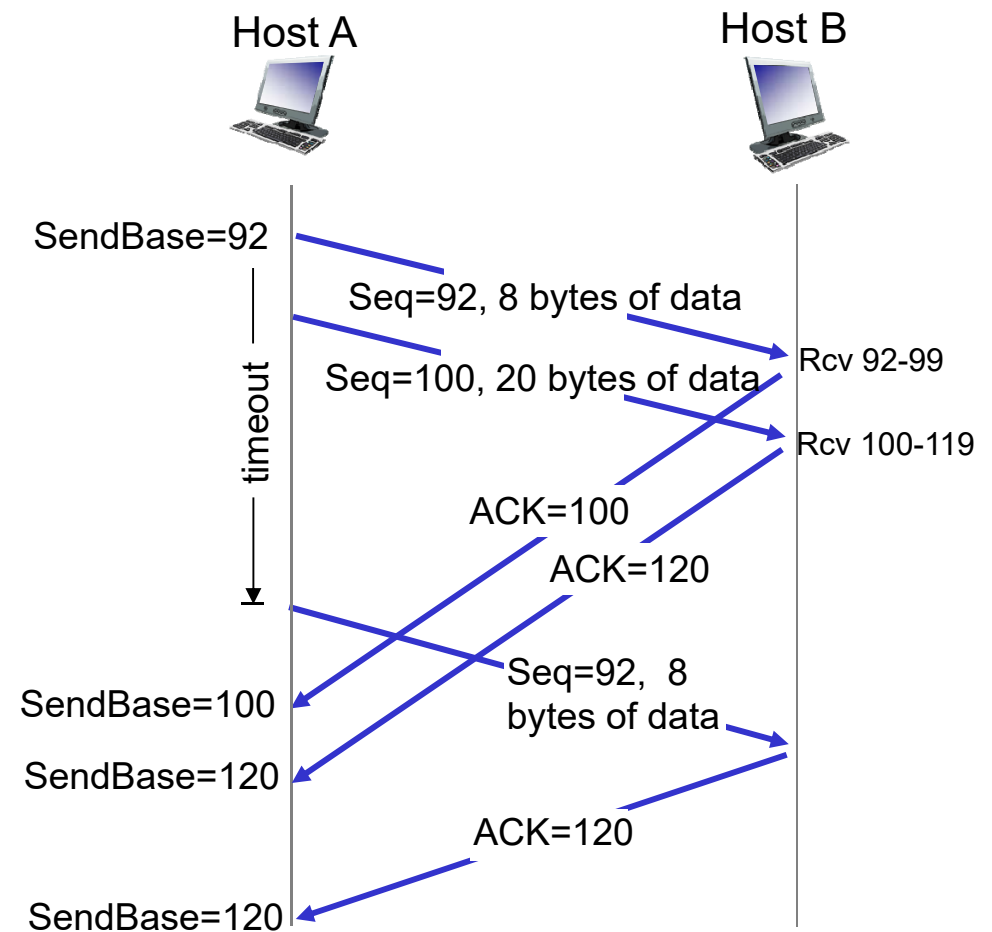 Host A
Host B
SendBase=92
Seq=92, 8 bytes of data
Rcv 92-99
Seq=100, 20 bytes of data
timeout
Rcv 100-119
ACK=100
ACK=120
Seq=92,  8
bytes of data
SendBase=100
SendBase=120
ACK=120
SendBase=120